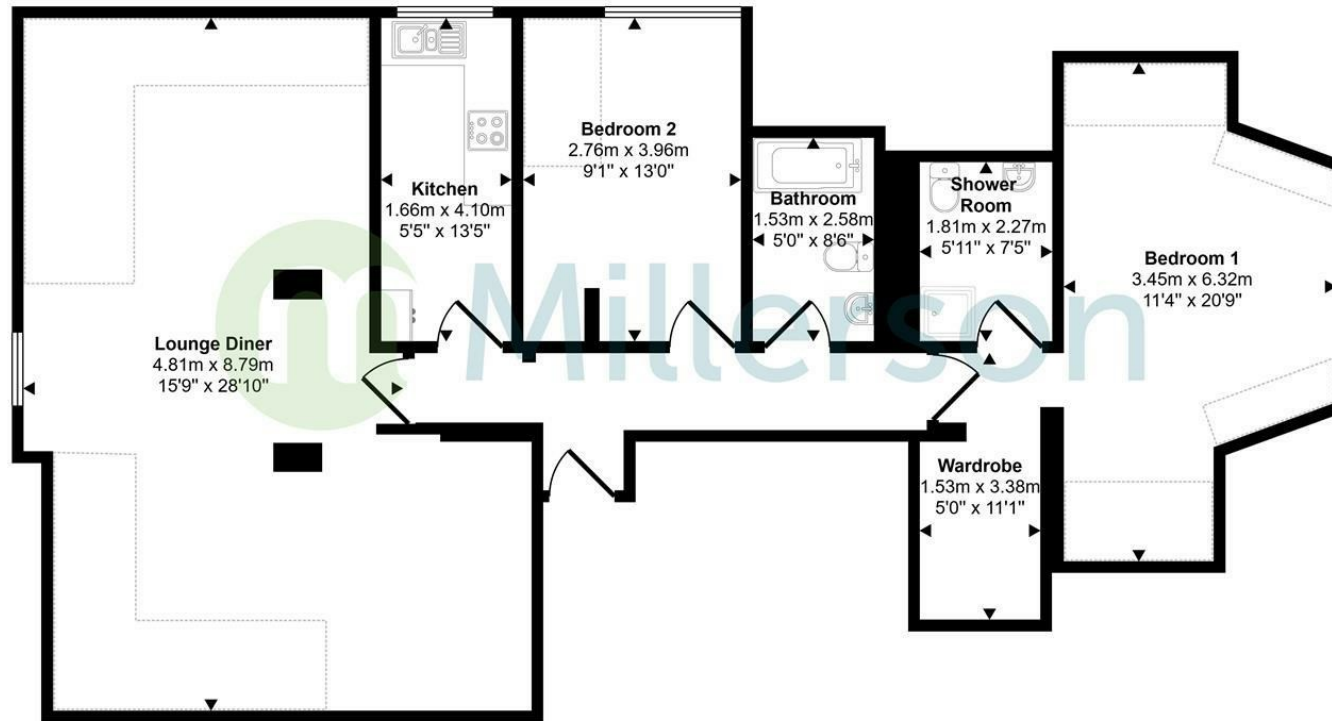 Lounge Diner
4.81m x 8.79m
15'9" x 28'10"
Kitchen
1.66m x 4.10m
5'5" x 13'5"
Bedroom 2
2.76m x 3.96m
9'1" x 13'0"
Bathroom
1.53m x 2.58m
5'0" x 8'6"
Shower
Room
1.81m x 2.27m
5'11" x 7'5"
Bedroom 1
3.45m x 6.32m
11'4" x 20'9"
Wardrobe
1.53m x 3.38m
5'0" x 11'1"
m Millerson